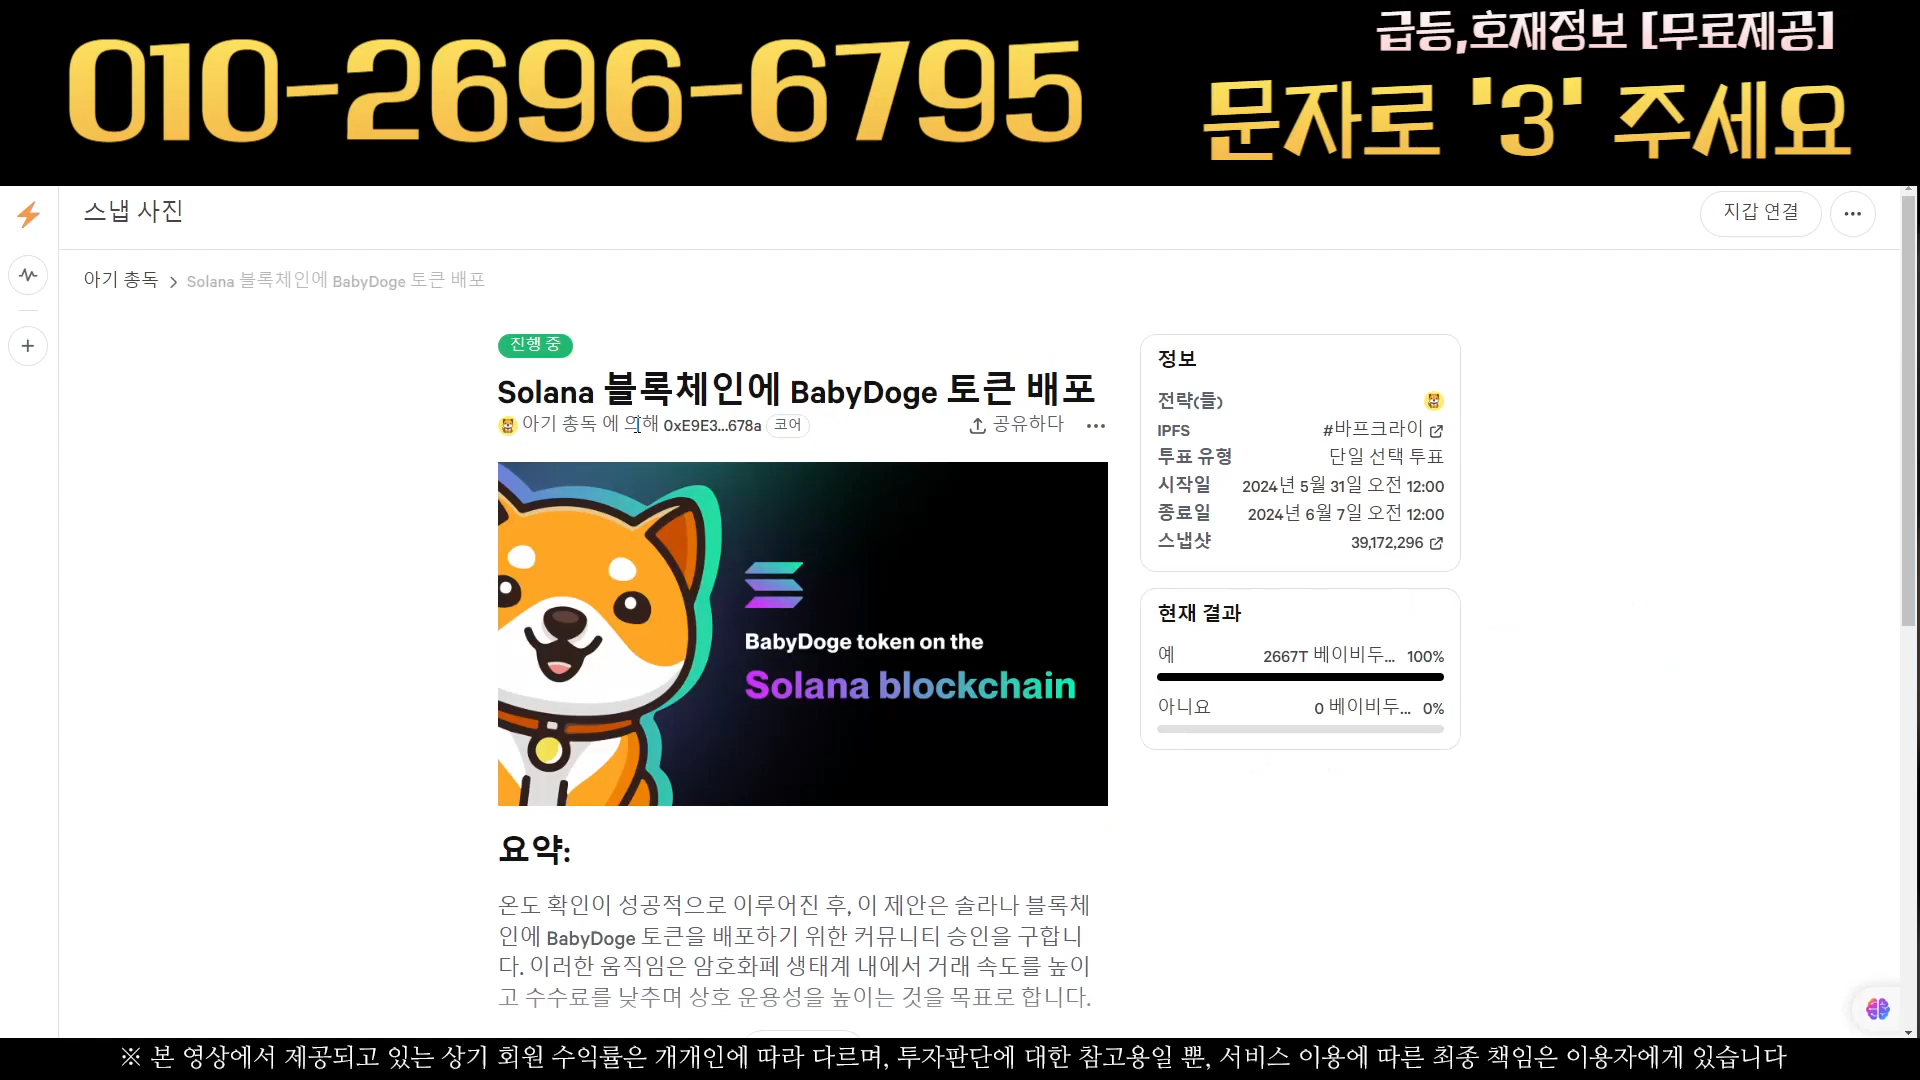 010-2696-6795
급등,호재정보 [무료제공]
문자로 '3' 주세요
스냅 사진
지갑 연결
아기 총독 > Solana 블록체인에 BabyDoge 토큰 배포
진행 중
Solana 블록체인에 BabyDoge 토큰 배포
아기 총독 에 의해 0xE9E3...678a 코어
공유하다
BabyDoge token on the
Solana blockchain
요약:
온도 확인이 성공적으로 이루어진 후, 이 제안은 솔라나 블록체
인에 BabyDoge 토큰을 배포하기 위한 커뮤니티 승인을 구합니
다. 이러한 움직임은 암호화폐 생태계 내에서 거래 속도를 높이
고 수수료를 낮추며 상호 운용성을 높이는 것을 목표로 합니다.
정보
전략(들)
IPFS #바프크라이
투표 유형 단일 선택 투표
시작일 2024년 5월 31일 오전 12:00
종료일 2024년 6월 7일 오전 12:00
스냅샷 39,172,296
현재 결과
예 2667T 베이비두... 100%
아니요 0 베이비두... 0%
※ 본 영상에서 제공되고 있는 상기 회원 수익률은 개개인에 따라 다르며, 투자판단에 대한 참고용일 뿐, 서비스 이용에 따른 최종 책임은 이용자에게 있습니다